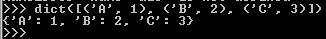 >>> dict([('A', 1), ('B', 2), ('C', 3)])
{'A': 1, 'B': 2, 'C': 3}
>>>